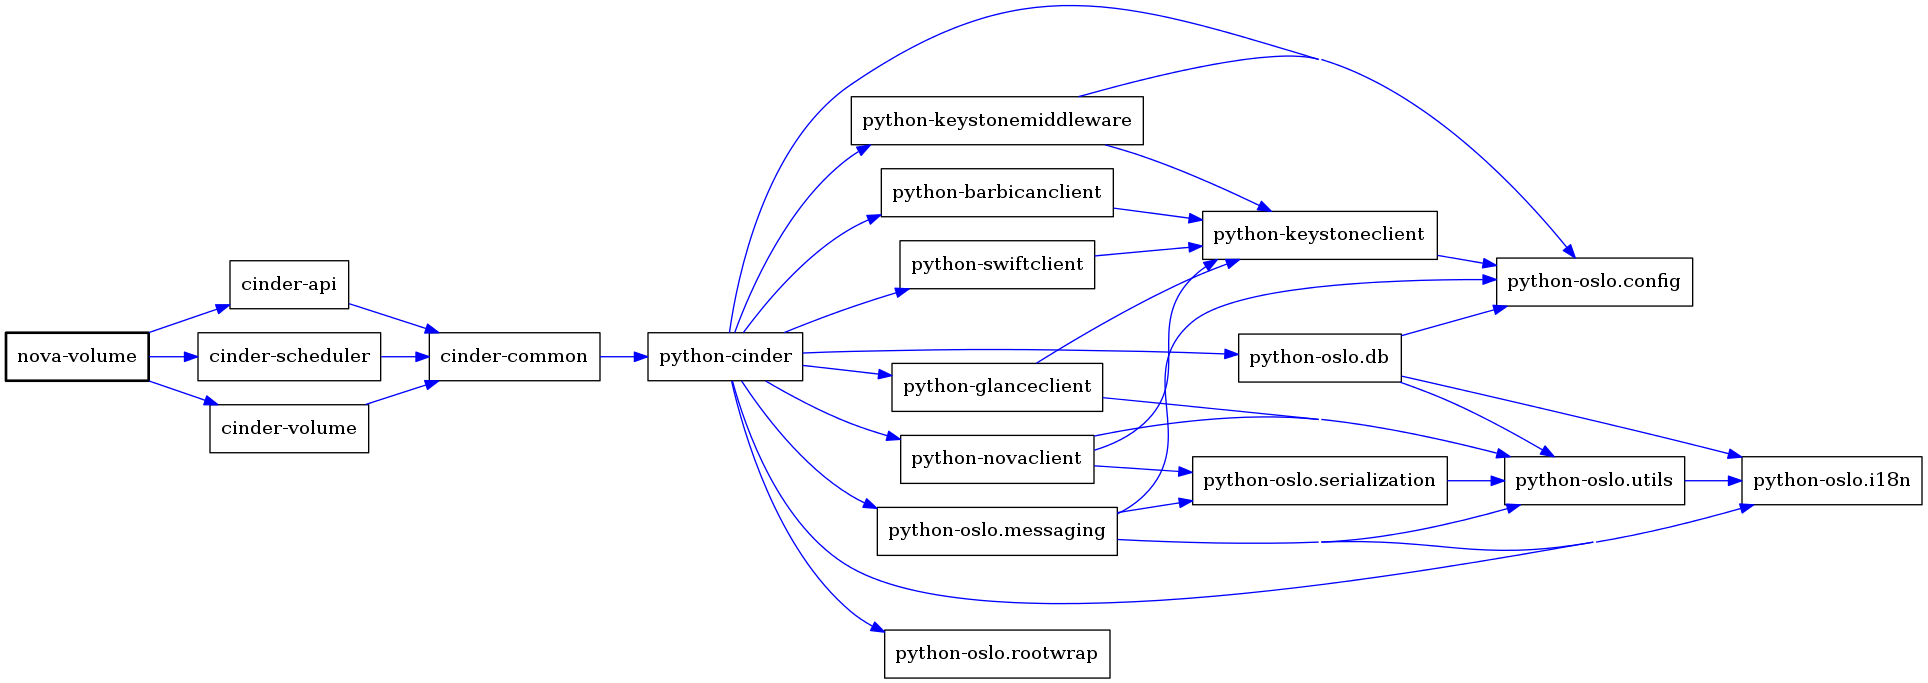 nova-volume
cinder-api
cinder-scheduler
cinder-volume
cinder-common
python-cinder
python-keystonemiddleware
python-barbicanclient
python-swiftclient
python-glanceclient
python-novaclient
python-oslo.messaging
python-oslo.rootwrap
python-keystoneclient
python-oslo.db
python-oslo.serialization
python-oslo.config
python-oslo.utils
python-oslo.i18n